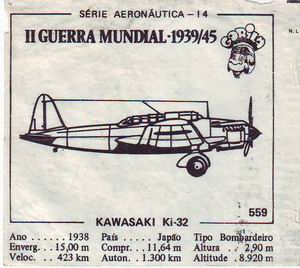 SÉRIE AERONÁUTICA - 14
II GUERRA MUNDIAL - 1939/45
N. L
559
KAWASAKI Ki-32
Ano ...... 1938 País ..... Japão Tipo Bombardeiro
Enverg. ... 15,00 m Compr. ... 11,64 m Altura ..... 2,90 m
Veloc. .. 423 km Auton. . 1.300 km Altitude . 8.920 m